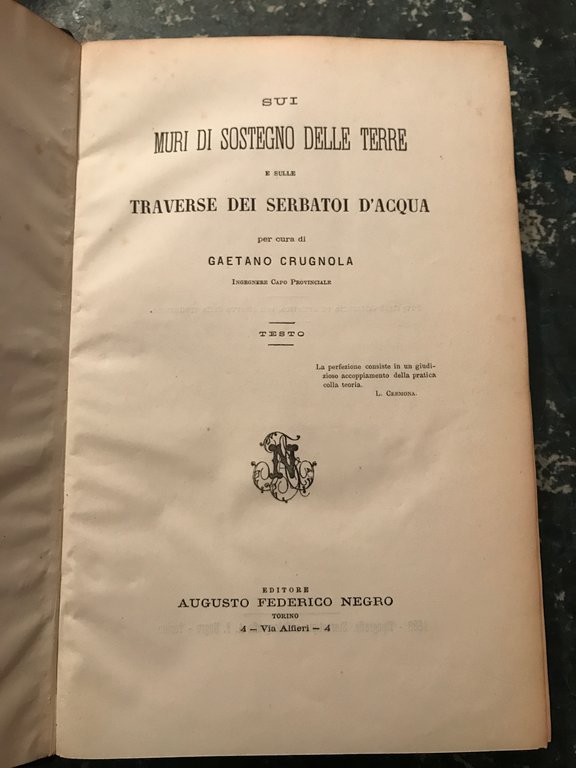 SUI
MURI DI SOSTEGNO DELLE TERRE
E SULLE
TRAVERSE DEI SERBATOI D'ACQUA
per cura di
GAETANO CRUGNOLA
INGEGNERE CAPO PROVINCIALE
TESTO
La perfezione consiste in un giudi-
zioso accoppiamento della pratica
colla teoria.
L. CREMONA.
EDITORE
AUGUSTO FEDERICO NEGRO
TORINO
4 — Via Alfieri — 4